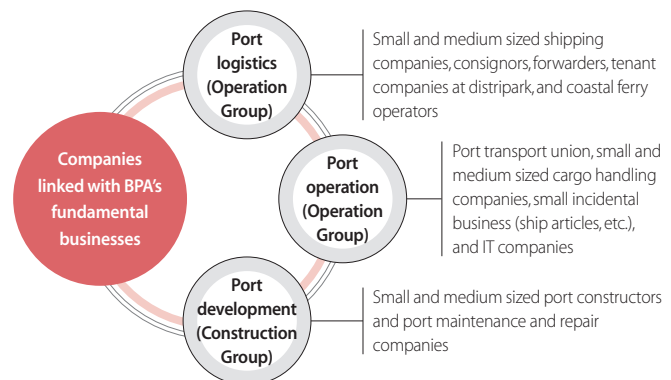 Port
logistics
(Operation
Group)
Small and medium sized shipping
companies, consignors, forwarders, tenant
companies at distripark, and coastal ferry
operators
Companies
linked with BPA's
fundamental
businesses
Port
operation
(Operation
Group)
Port transport union, small and
medium sized cargo handling
companies, small incidental
business (ship articles, etc.),
and IT companies
Port
development
(Construction
Group)
Small and medium sized port constructors
and port maintenance and repair
companies